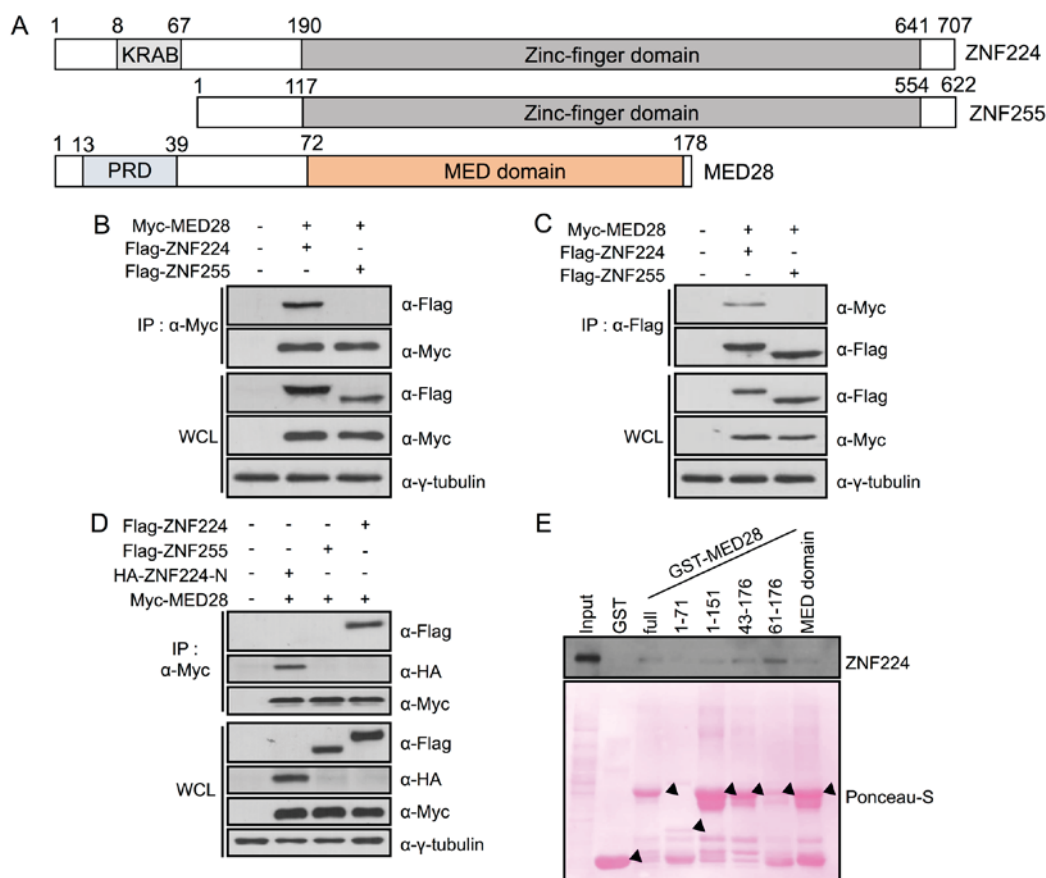 A
1 8 67 190 641 707
KRAB Zinc-finger domain ZNF224
1 117 554 622
Zinc-finger domain ZNF255
1 13 39 72 178
PRD MED domain MED28
B
Myc-MED28 - + +
Flag-ZNF224 - + -
Flag-ZNF255 - - +
IP : α-Myc
α-Flag
α-Myc
WCL
α-Flag
α-Myc
α-γ-tubulin
C
Myc-MED28 - + +
Flag-ZNF224 - + -
Flag-ZNF255 - - +
IP : α-Flag
α-Myc
α-Flag
WCL
α-Flag
α-Myc
α-γ-tubulin
D
Flag-ZNF224 - - - +
Flag-ZNF255 - - + -
HA-ZNF224-N - + - -
Myc-MED28 - + + +
IP :
α-Myc
α-Flag
α-HA
α-Myc
WCL
α-Flag
α-HA
α-Myc
α-γ-tubulin
E
GST-MED28
Input
GST
full
1-71
1-151
43-176
61-176
MED domain
ZNF224
Ponceau-S